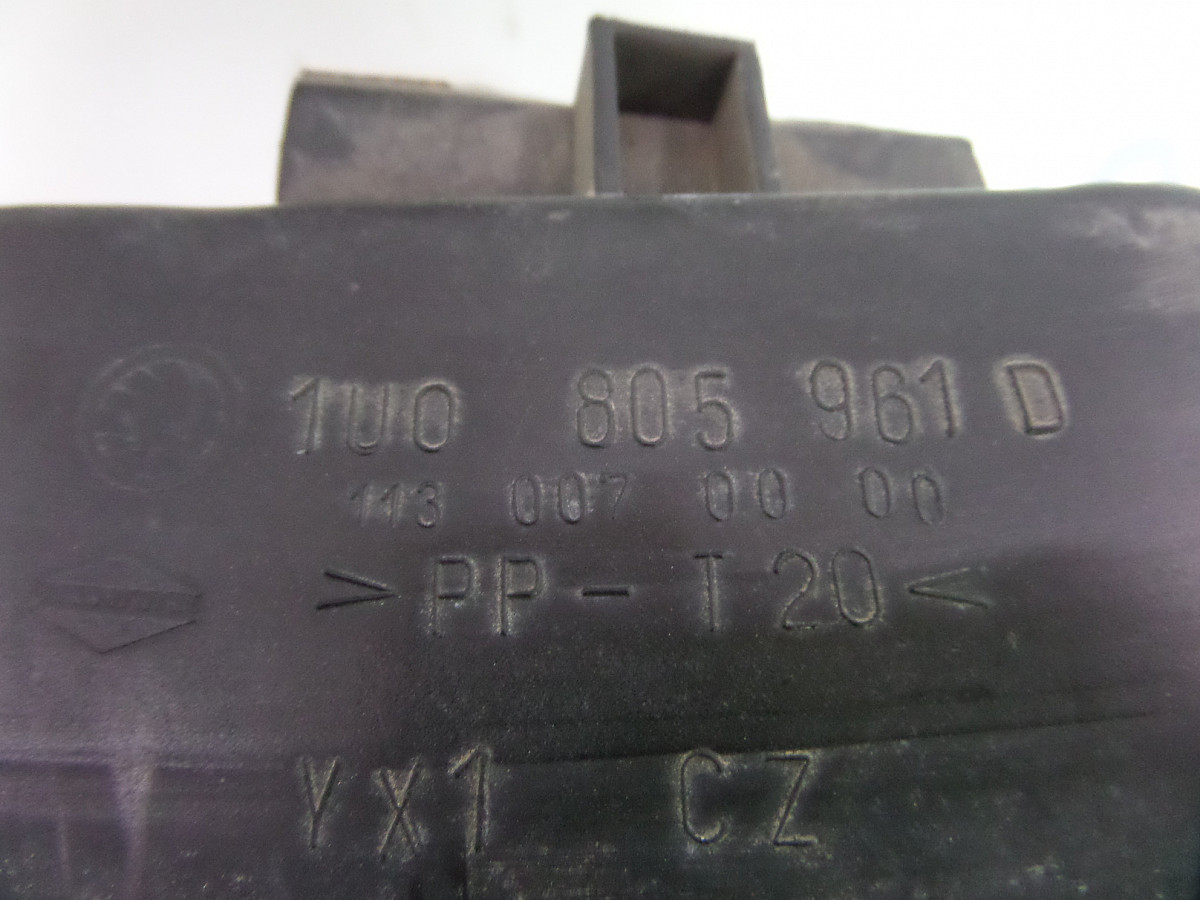 1U0 805 961 D
113 007 00 00
>PP-T20<
YX1 CZ